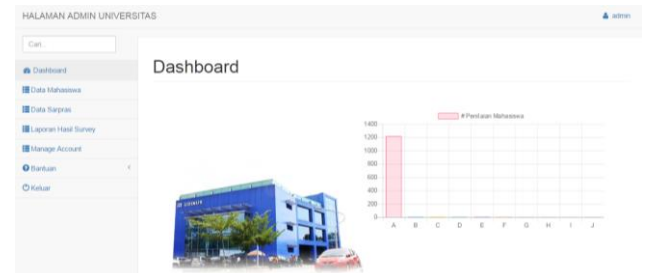 HALAMAN ADMIN UNIVERSITAS
admin
Cari...
Dashboard
Data Mahasiswa
Data Sarpras
Laporan Hasil Survey
Manage Account
Bantuan
Keluar
Dashboard
# Penilaian Mahasiswa
1400
1200
1000
800
600
400
200
0
A B C D E F G H I J